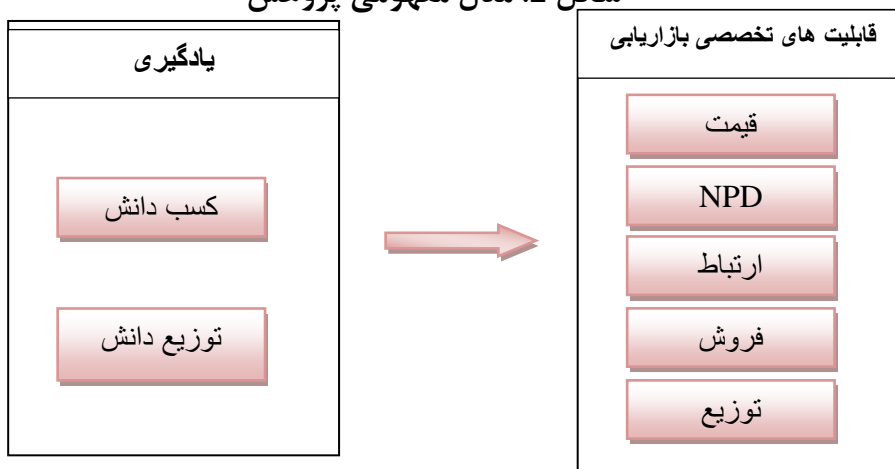 یادگیری
کسب دانش
توزیع دانش
قابلیت های تخصصی بازاریابی
قیمت
NPD
ارتباط
فروش
توزیع